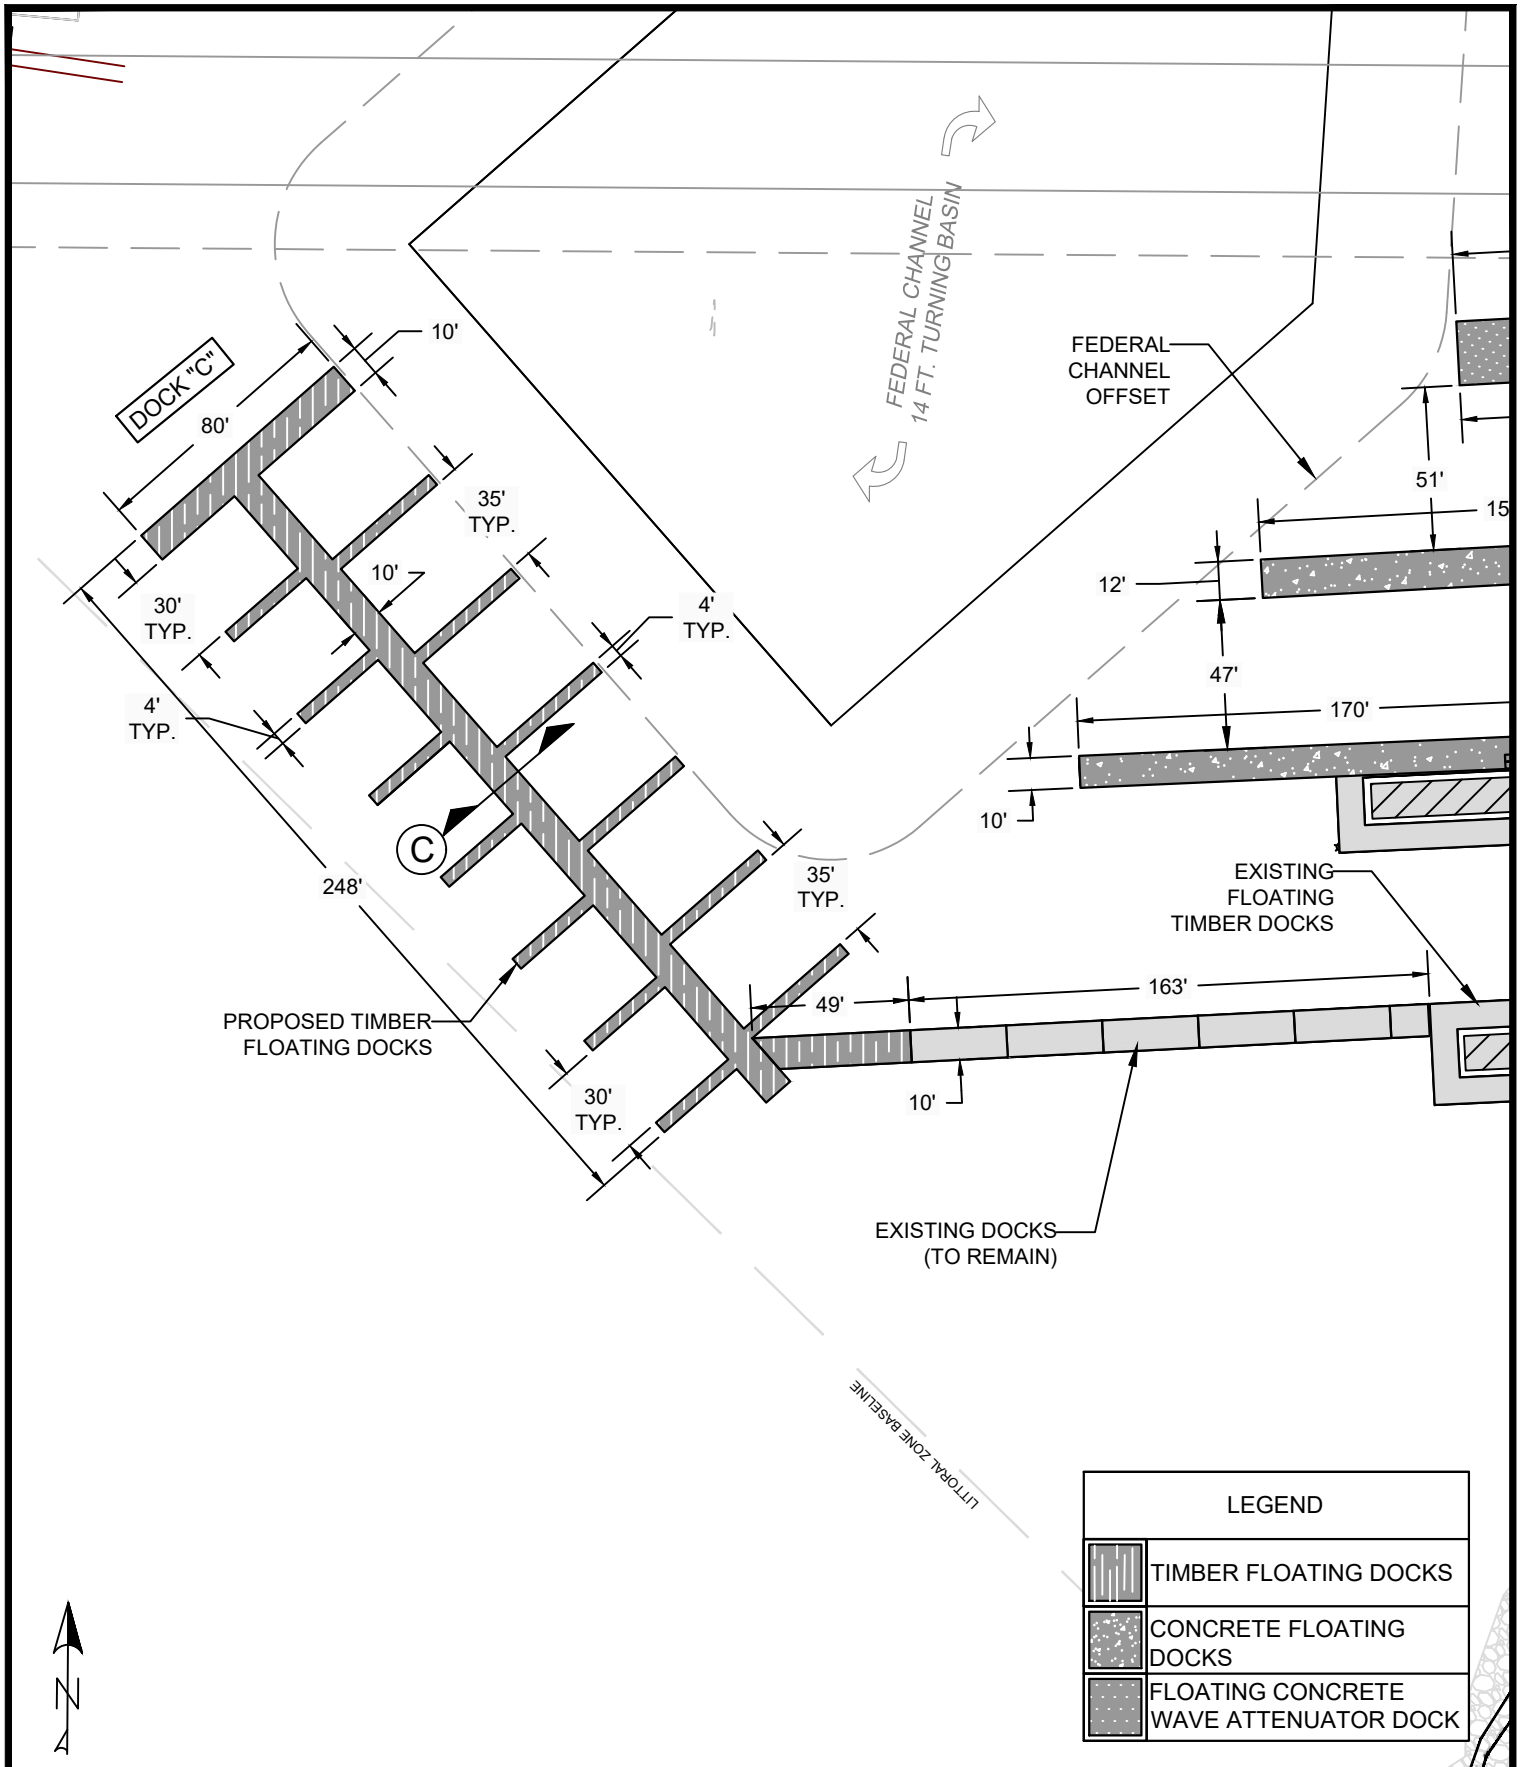 FEDERAL CHANNEL
14 FT. TURNING BASIN
10'
DOCK "C"
80'
FEDERAL
CHANNEL
OFFSET
51'
35'
TYP.
15
10'
12'
30'
TYP.
4'
TYP.
47'
4'
TYP.
170'
10'
C
248'
35'
TYP.
EXISTING
FLOATING
TIMBER DOCKS
163'
49'
PROPOSED TIMBER
FLOATING DOCKS
30'
TYP.
10'
EXISTING DOCKS
(TO REMAIN)
LITTORAL ZONE BASELINE
LEGEND
TIMBER FLOATING DOCKS
CONCRETE FLOATING
DOCKS
FLOATING CONCRETE
WAVE ATTENUATOR DOCK
N